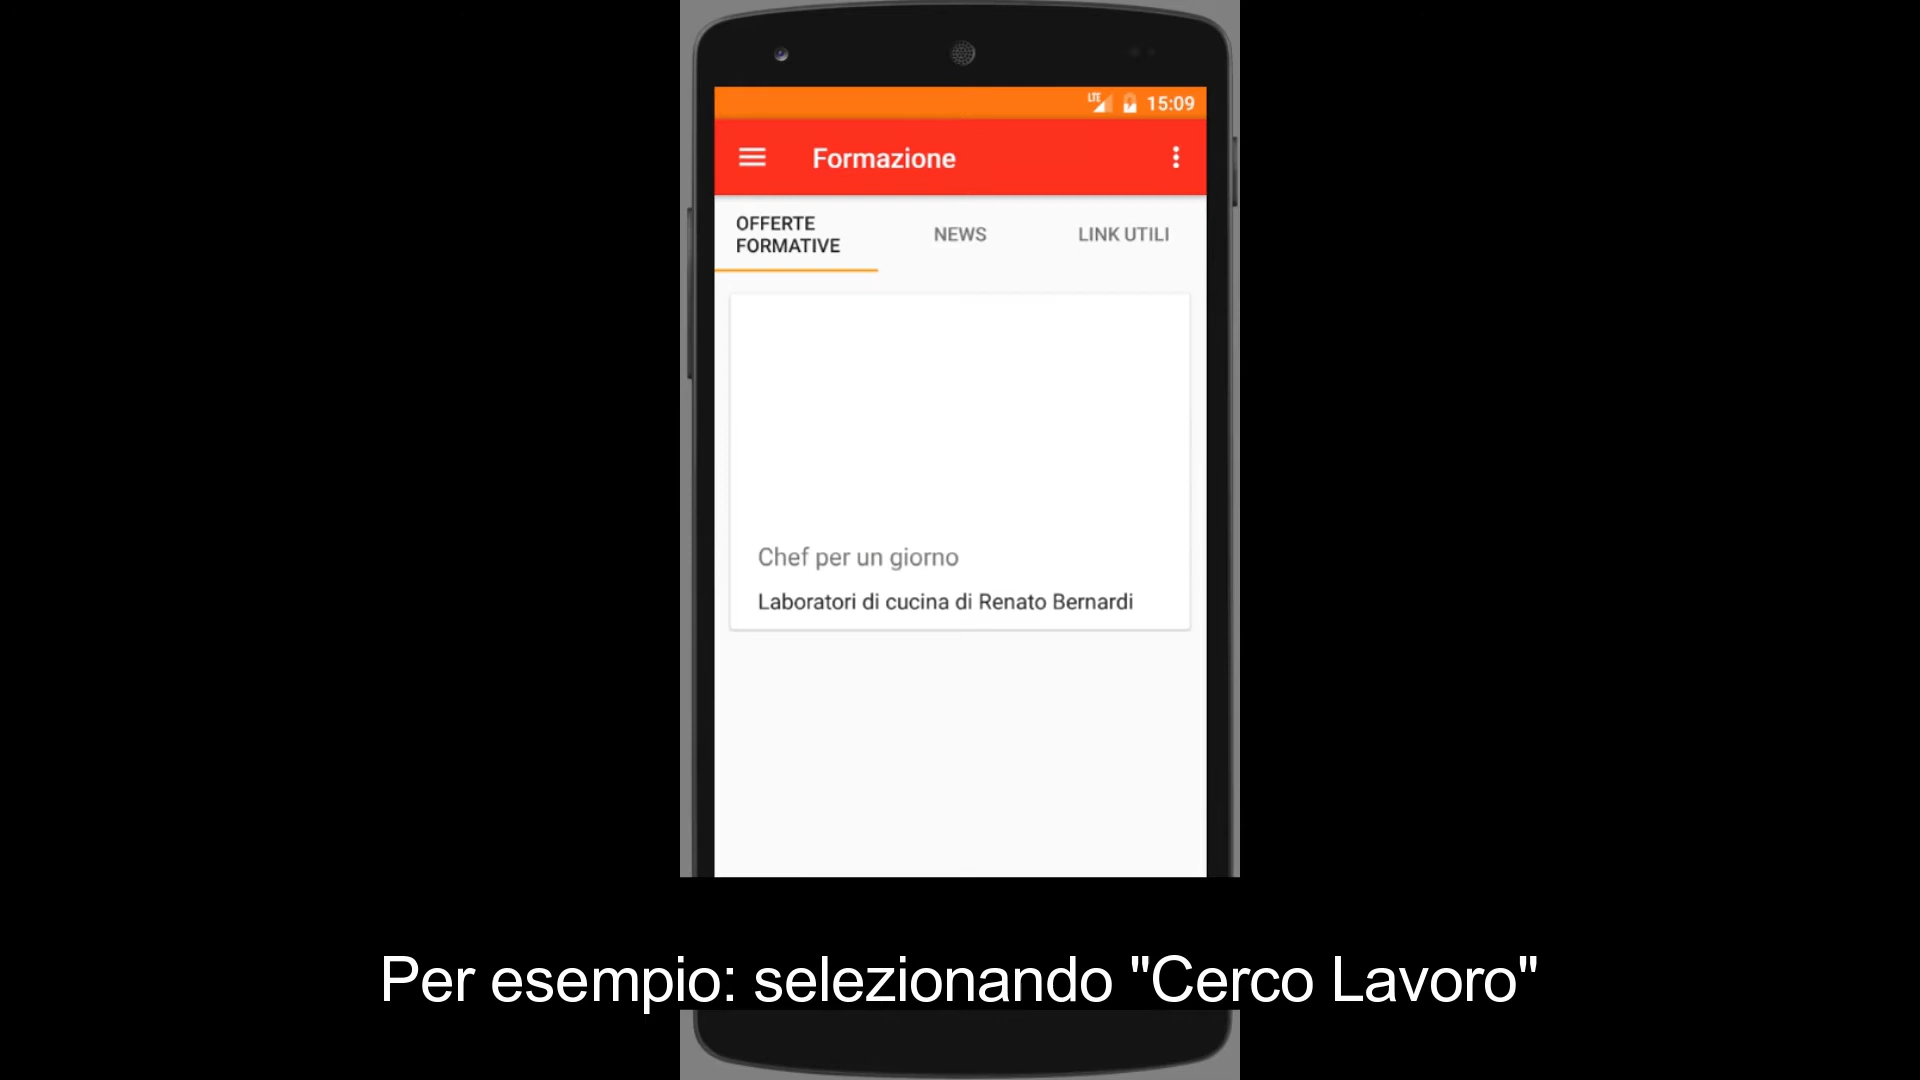 LTE 15:09
Formazione
OFFERTE
FORMATIVE
NEWS
LINK UTILI
Chef per un giorno
Laboratori di cucina di Renato Bernardi
Per esempio: selezionando "Cerco Lavoro"